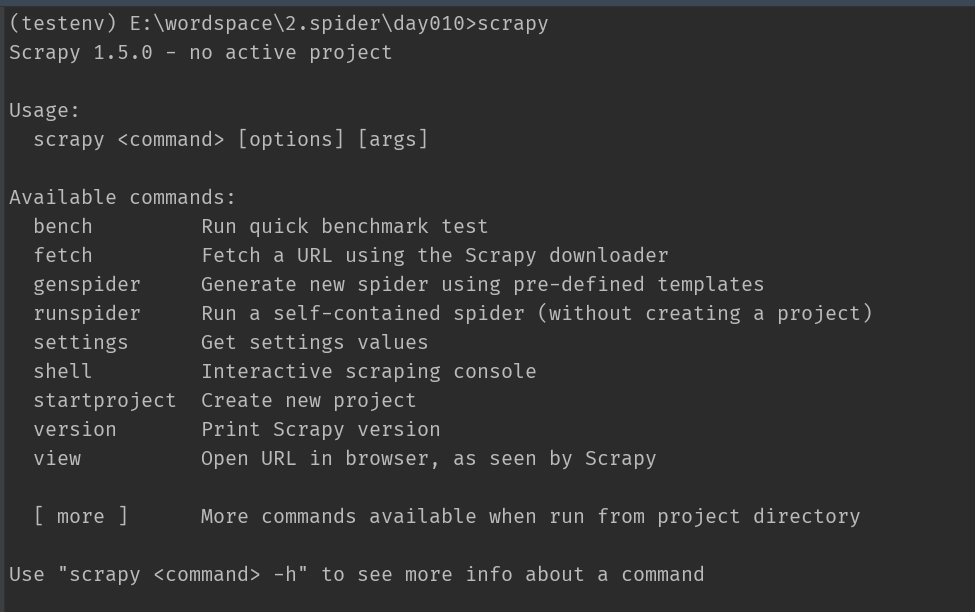 (testenv) E:\wordspace\2.spider\day010>scrapy
Scrapy 1.5.0 - no active project
Usage:
  scrapy <command> [options] [args]
Available commands:
  bench         Run quick benchmark test
  fetch         Fetch a URL using the Scrapy downloader
  genspider     Generate new spider using pre-defined templates
  runspider     Run a self-contained spider (without creating a project)
  settings      Get settings values
  shell         Interactive scraping console
  startproject  Create new project
  version       Print Scrapy version
  view          Open URL in browser, as seen by Scrapy
  [ more ]      More commands available when run from project directory
Use "scrapy <command> -h" to see more info about a command